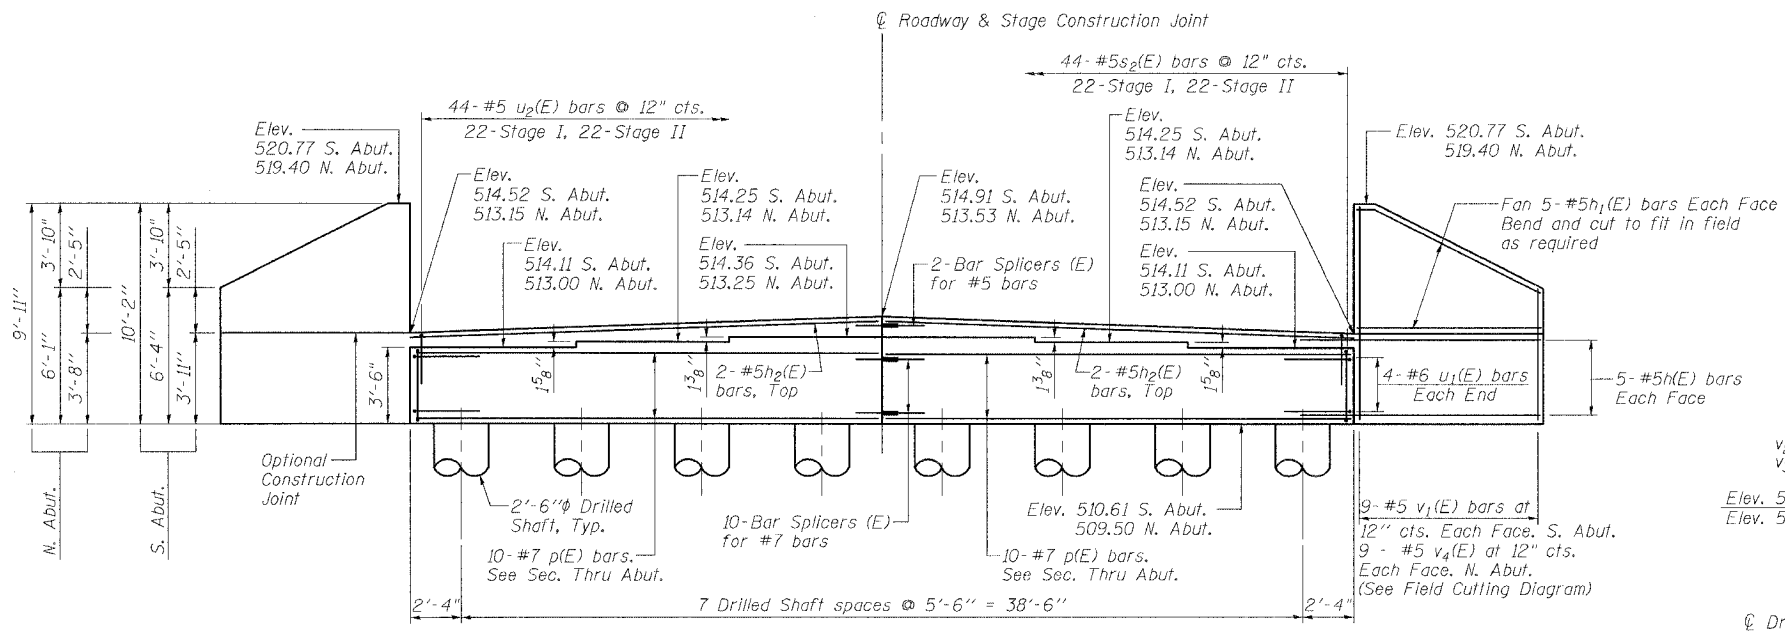 ℄ Roadway & Stage Construction Joint
44- #5s₂(E) bars @ 12" cts.
22-Stage I, 22-Stage II
44- #5 u₂(E) bars @ 12" cts.
22-Stage I, 22-Stage II
Elev.
520.77 S. Abut.
519.40 N. Abut.
Elev.
514.52 S. Abut.
513.15 N. Abut.
Elev.
514.25 S. Abut.
513.14 N. Abut.
Elev.
514.91 S. Abut.
513.53 N. Abut.
Elev.
514.25 S. Abut.
513.14 N. Abut.
Elev.
514.52 S. Abut.
513.15 N. Abut.
Elev. 520.77 S. Abut.
519.40 N. Abut.
Fan 5- #5h₁(E) bars Each Face
Bend and cut to fit in field
as required
Elev.
514.11 S. Abut.
513.00 N. Abut.
Elev.
514.36 S. Abut.
513.25 N. Abut.
2-Bar Splicers (E)
for #5 bars
Elev.
514.11 S. Abut.
513.00 N. Abut.
9'-11"
3'-10"
6'-1"
2'-5"
3'-8"
10'-2"
3'-10"
6'-4"
2'-5"
3'-11"
3'-6"
1⅝"
1⅜"
2- #5h₂(E)
bars, Top
2- #5h₂(E)
bars, Top
1⅜"
1⅝"
4- #6 u₁(E) bars
Each End
5- #5h(E) bars
Each Face
N. Abut.
S. Abut.
Optional
Construction
Joint
2'-6"ϕ Drilled
Shaft, Typ.
10-Bar Splicers (E)
for #7 bars
Elev. 510.61 S. Abut.
509.50 N. Abut.
10- #7 p(E) bars.
See Sec. Thru Abut.
10- #7 p(E) bars.
See Sec. Thru Abut.
9- #5 v₁(E) bars at
12" cts. Each Face. S. Abut.
9 - #5 v₄(E) at 12" cts.
Each Face. N. Abut.
(See Field Cutting Diagram)
Elev. 5
Elev. 5
2'-4"
7 Drilled Shaft spaces @ 5'-6" = 38'-6"
2'-4"
℄ Dr